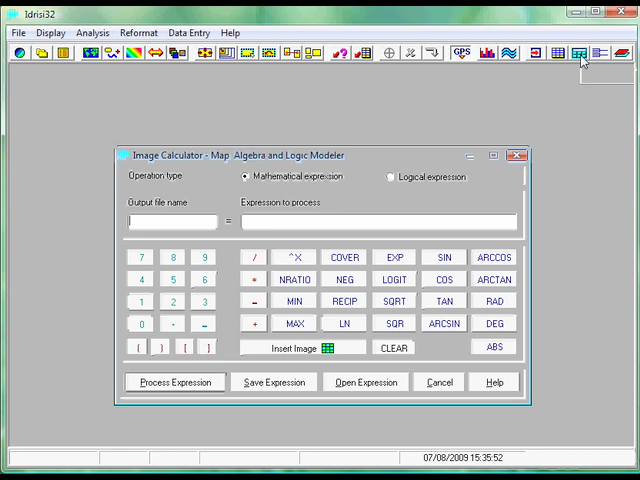 Idrisi32
File Display Analysis Reformat Data Entry Help
GPS
Image Calculator - Map Algebra and Logic Modeler
Operation type Mathematical expression Logical expression
Output file name Expression to process
=
7 8 9 / ^X COVER EXP SIN ARCCOS
4 5 6 * NRATIO NEG LOGIT COS ARCTAN
1 2 3 - MIN RECIP SQRT TAN RAD
0 . - + MAX LN SQR ARCSIN DEG
( ) [ ] Insert Image CLEAR ABS
Process Expression Save Expression Open Expression Cancel Help
07/08/2009 15:35:52